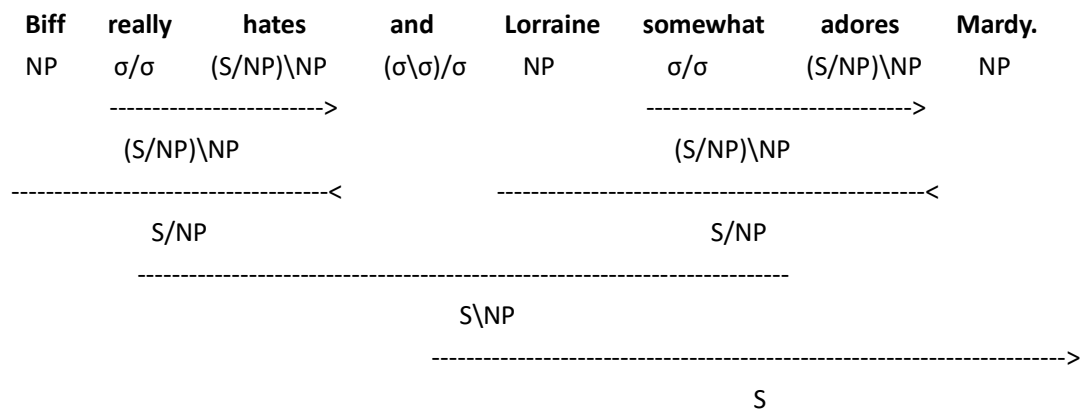 Biff really hates and Lorraine somewhat adores Mardy.
NP σ/σ (S/NP)\NP (σ\σ)/σ NP σ/σ (S/NP)\NP NP
-------------------------> ------------------------------->
(S/NP)\NP (S/NP)\NP
-------------------------------------< --------------------------------------------------<
S/NP S/NP
----------------------------------------------------------------------------
S\NP
--------------------------------------------------------------------------->
S